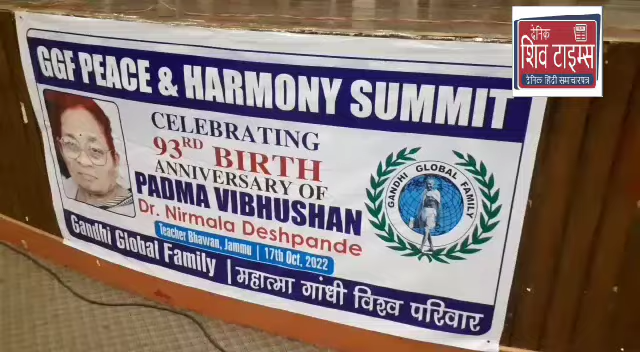 दैनिक
शिव टाइम्स
दैनिक हिंदी समाचारपत्र
GGF PEACE & HARMONY SUMMIT
CELEBRATING
93RD BIRTH
ANNIVERSARY OF
PADMA VIBHUSHAN
Dr. Nirmala Deshpande
Teacher Bhawan, Jammu | 17th Oct. 2022
GANDHI GLOBAL FAMILY
Gandhi Global Family | महात्मा गांधी विश्व परिवार